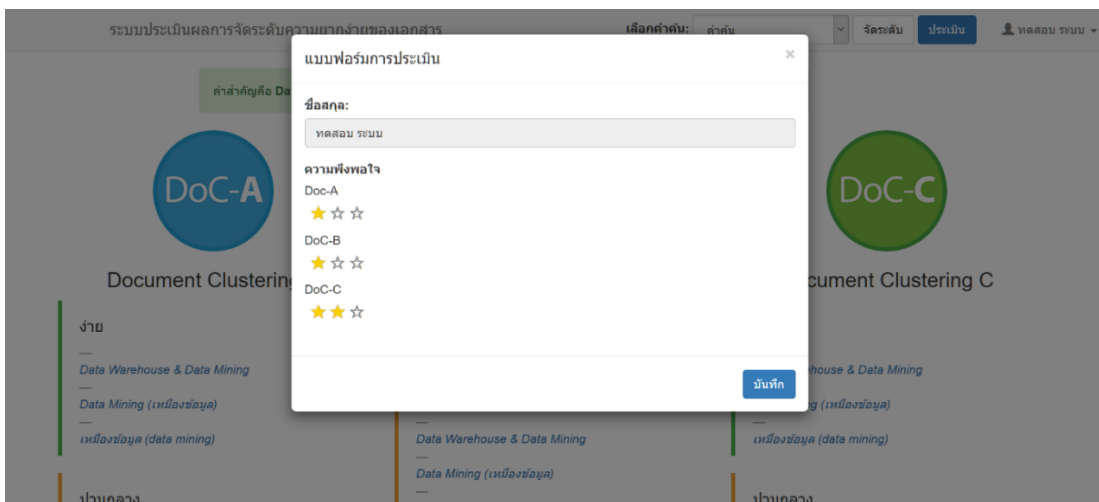 ระบบประเมินผลการจัดระดับความยากง่ายของเอกสาร
เลือกคำค้น: คำค้น จัดระดับ ประเมิน ทดสอบ ระบบ
แบบฟอร์มการประเมิน ×
คำสำคัญคือ Da
ชื่อสกุล:
ทดสอบ ระบบ
ความพึงพอใจ
Doc-A
DoC-B
DoC-C
DoC-A
DoC-C
Document Clustering
cument Clustering C
ง่าย
Data Warehouse & Data Mining
Data Mining (เหมืองข้อมูล)
เหมืองข้อมูล (data mining)
ปานกลาง
บันทึก
Data Warehouse & Data Mining
Data Mining (เหมืองข้อมูล)
house & Data Mining
g (เหมืองข้อมูล)
เหมืองข้อมูล (data mining)
ปานกลาง